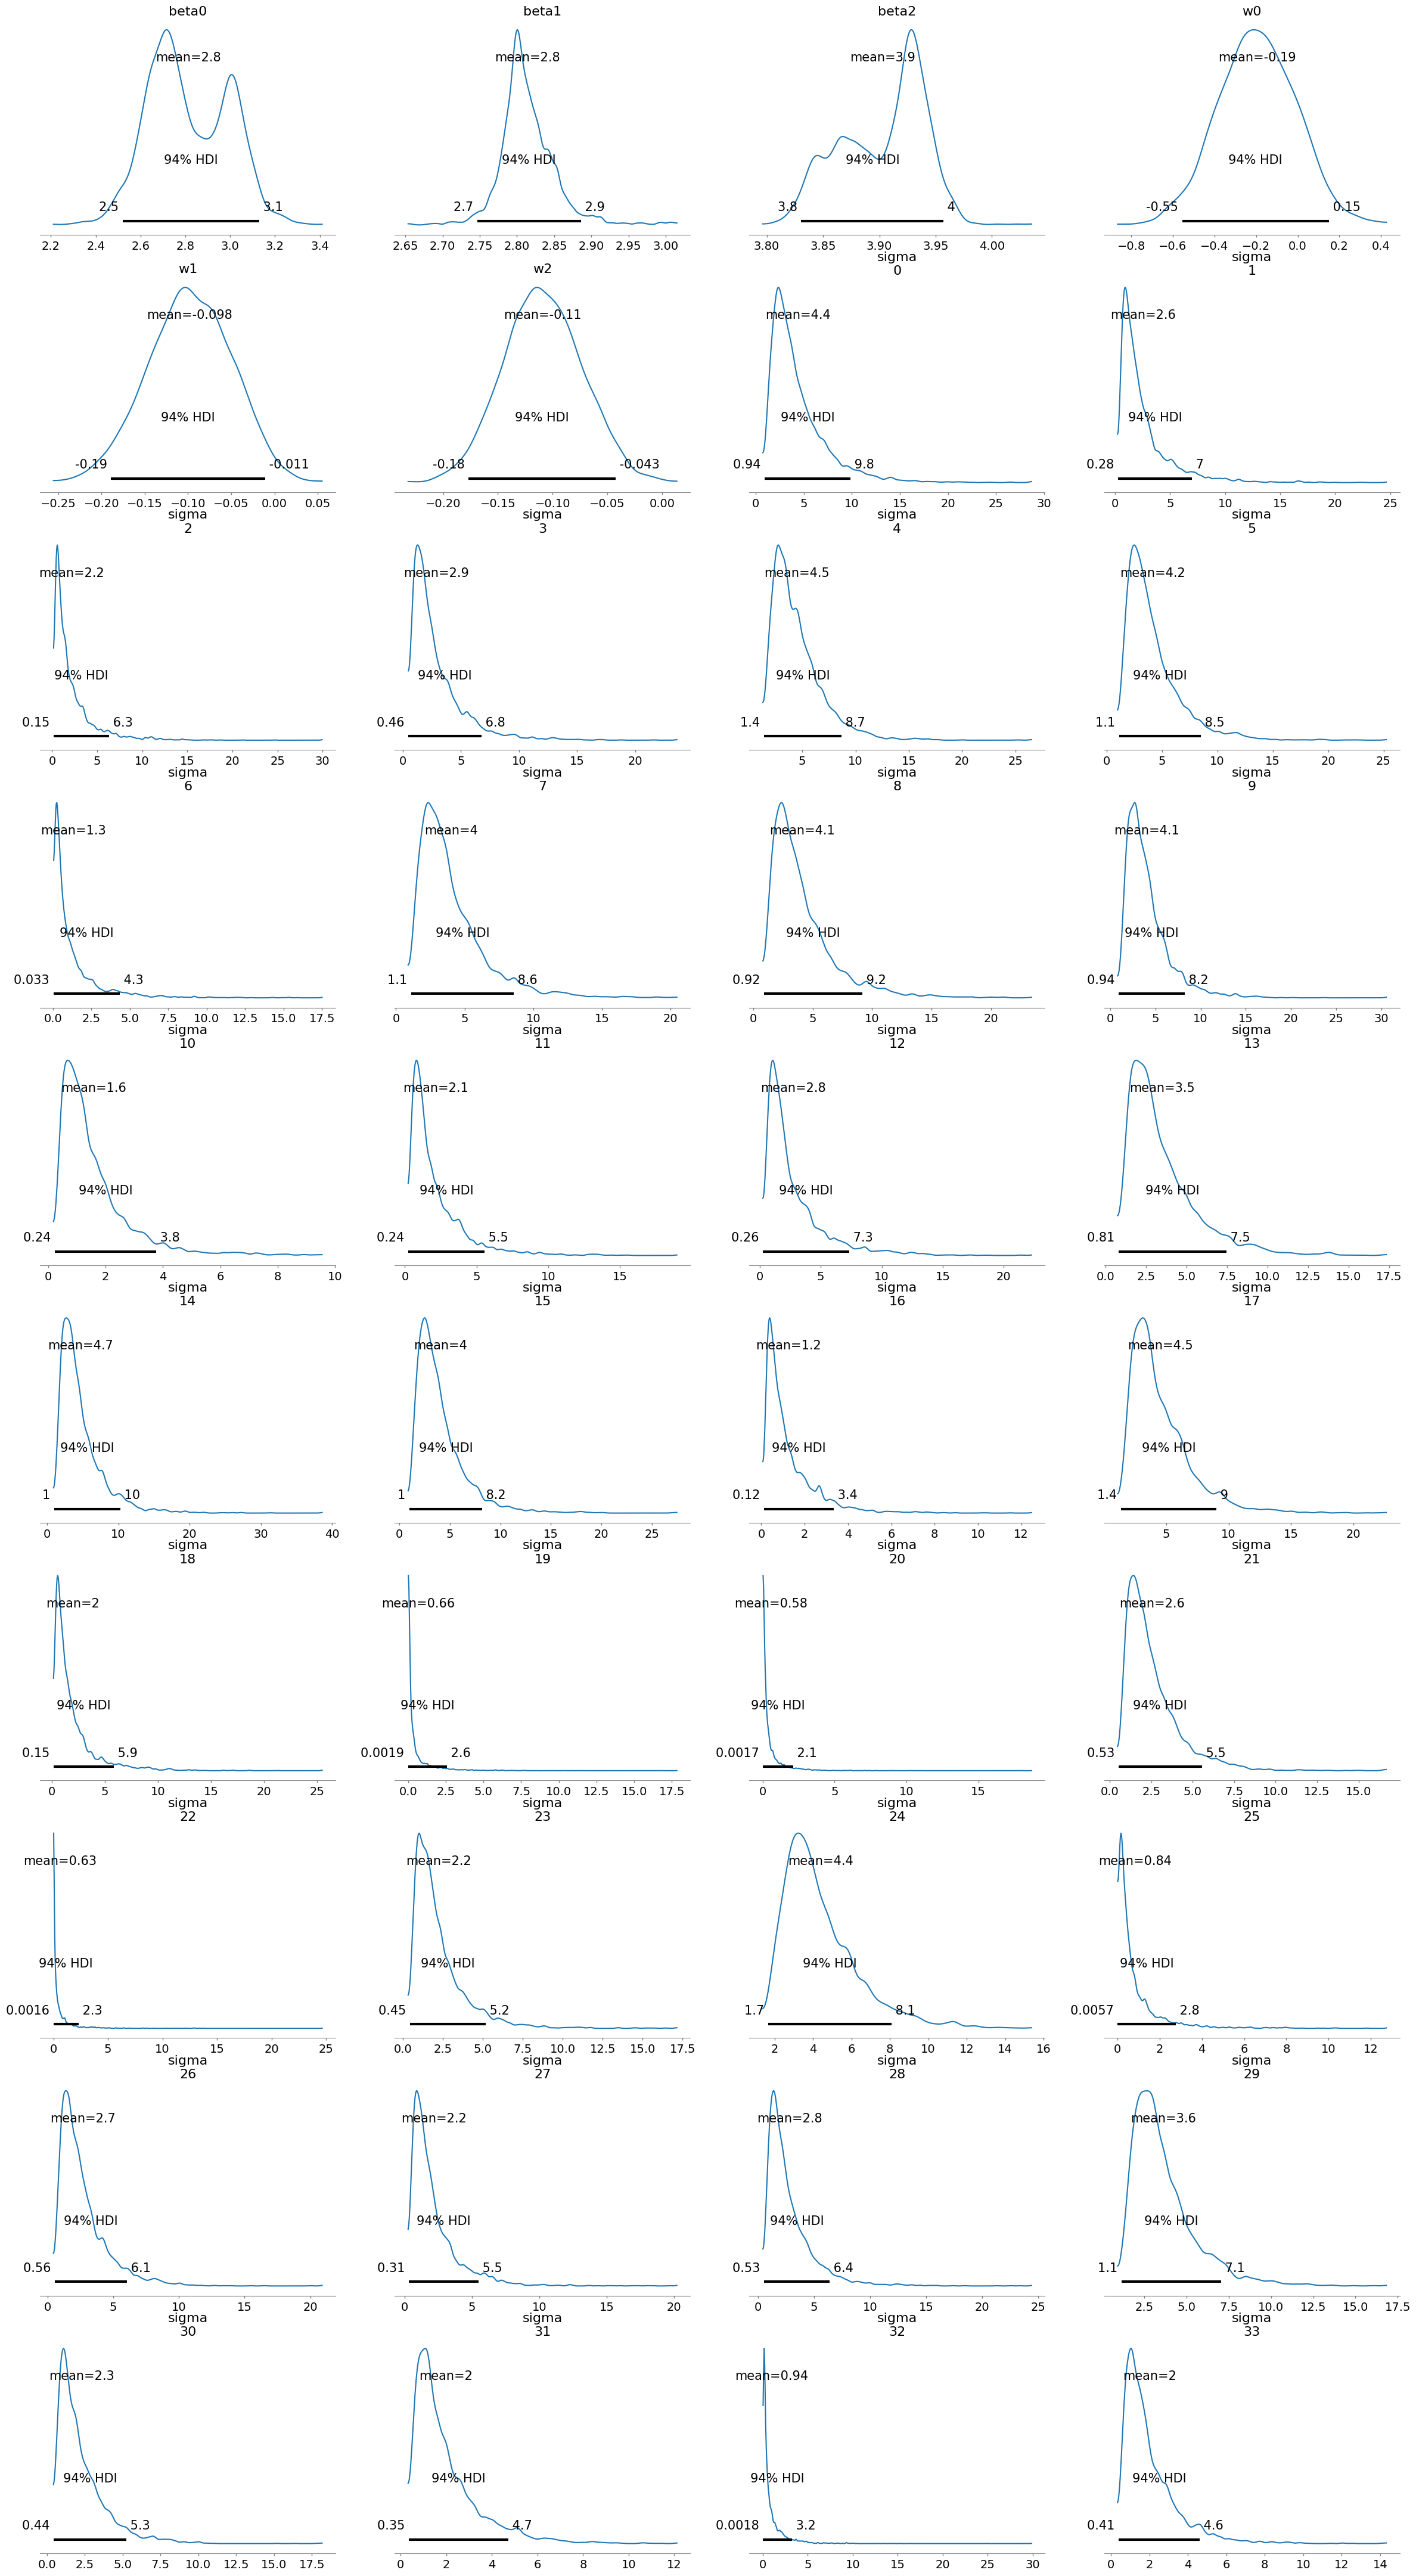 beta0 beta1 beta2 w0
mean=2.8 mean=2.8 mean=3.9 mean=-0.19
94% HDI 94% HDI 94% HDI 94% HDI
2.5 3.1 2.7 2.9 3.8 4 -0.55 0.15
2.2 2.4 2.6 2.8 3.0 3.2 3.4 2.65 2.70 2.75 2.80 2.85 2.90 2.95 3.00 3.80 3.85 3.90 3.95 4.00 −0.8 −0.6 −0.4 −0.2 0.0 0.2 0.4
sigma sigma
w1 w2 0 1
mean=-0.098 mean=-0.11 mean=4.4 mean=2.6
94% HDI 94% HDI 94% HDI 94% HDI
-0.19 -0.011 -0.18 -0.043 0.94 9.8 0.28 7
−0.25 −0.20 −0.15 −0.10 −0.05 0.00 0.05 −0.20 −0.15 −0.10 −0.05 0.00 0 5 10 15 20 25 30 0 5 10 15 20 25
sigma sigma sigma sigma
2 3 4 5
mean=2.2 mean=2.9 mean=4.5 mean=4.2
94% HDI 94% HDI 94% HDI 94% HDI
0.15 6.3 0.46 6.8 1.4 8.7 1.1 8.5
0 5 10 15 20 25 30 0 5 10 15 20 5 10 15 20 25 0 5 10 15 20 25
sigma sigma sigma sigma
6 7 8 9
mean=1.3 mean=4 mean=4.1 mean=4.1
94% HDI 94% HDI 94% HDI 94% HDI
0.033 4.3 1.1 8.6 0.92 9.2 0.94 8.2
0.0 2.5 5.0 7.5 10.0 12.5 15.0 17.5 0 5 10 15 20 0 5 10 15 20 0 5 10 15 20 25 30
sigma sigma sigma sigma
10 11 12 13
mean=1.6 mean=2.1 mean=2.8 mean=3.5
94% HDI 94% HDI 94% HDI 94% HDI
0.24 3.8 0.24 5.5 0.26 7.3 0.81 7.5
0 2 4 6 8 10 0 5 10 15 0 5 10 15 20 0.0 2.5 5.0 7.5 10.0 12.5 15.0 17.5
sigma sigma sigma sigma
14 15 16 17
mean=4.7 mean=4 mean=1.2 mean=4.5
94% HDI 94% HDI 94% HDI 94% HDI
1 10 1 8.2 0.12 3.4 1.4 9
0 10 20 30 40 0 5 10 15 20 25 0 2 4 6 8 10 12 5 10 15 20
sigma sigma sigma sigma
18 19 20 21
mean=2 mean=0.66 mean=0.58 mean=2.6
94% HDI 94% HDI 94% HDI 94% HDI
0.15 5.9 0.0019 2.6 0.0017 2.1 0.53 5.5
0 5 10 15 20 25 0.0 2.5 5.0 7.5 10.0 12.5 15.0 17.5 0 5 10 15 0.0 2.5 5.0 7.5 10.0 12.5 15.0
sigma sigma sigma sigma
22 23 24 25
mean=0.63 mean=2.2 mean=4.4 mean=0.84
94% HDI 94% HDI 94% HDI 94% HDI
0.0016 2.3 0.45 5.2 1.7 8.1 0.0057 2.8
0 5 10 15 20 25 0.0 2.5 5.0 7.5 10.0 12.5 15.0 17.5 2 4 6 8 10 12 14 16 0 2 4 6 8 10 12
sigma sigma sigma sigma
26 27 28 29
mean=2.7 mean=2.2 mean=2.8 mean=3.6
94% HDI 94% HDI 94% HDI 94% HDI
0.56 6.1 0.31 5.5 0.53 6.4 1.1 7.1
0 5 10 15 20 0 5 10 15 20 0 5 10 15 20 25 2.5 5.0 7.5 10.0 12.5 15.0 17.5
sigma sigma sigma sigma
30 31 32 33
mean=2.3 mean=2 mean=0.94 mean=2
94% HDI 94% HDI 94% HDI 94% HDI
0.44 5.3 0.35 4.7 0.0018 3.2 0.41 4.6
0.0 2.5 5.0 7.5 10.0 12.5 15.0 17.5 0 2 4 6 8 10 12 0 5 10 15 20 25 30 0 2 4 6 8 10 12 14